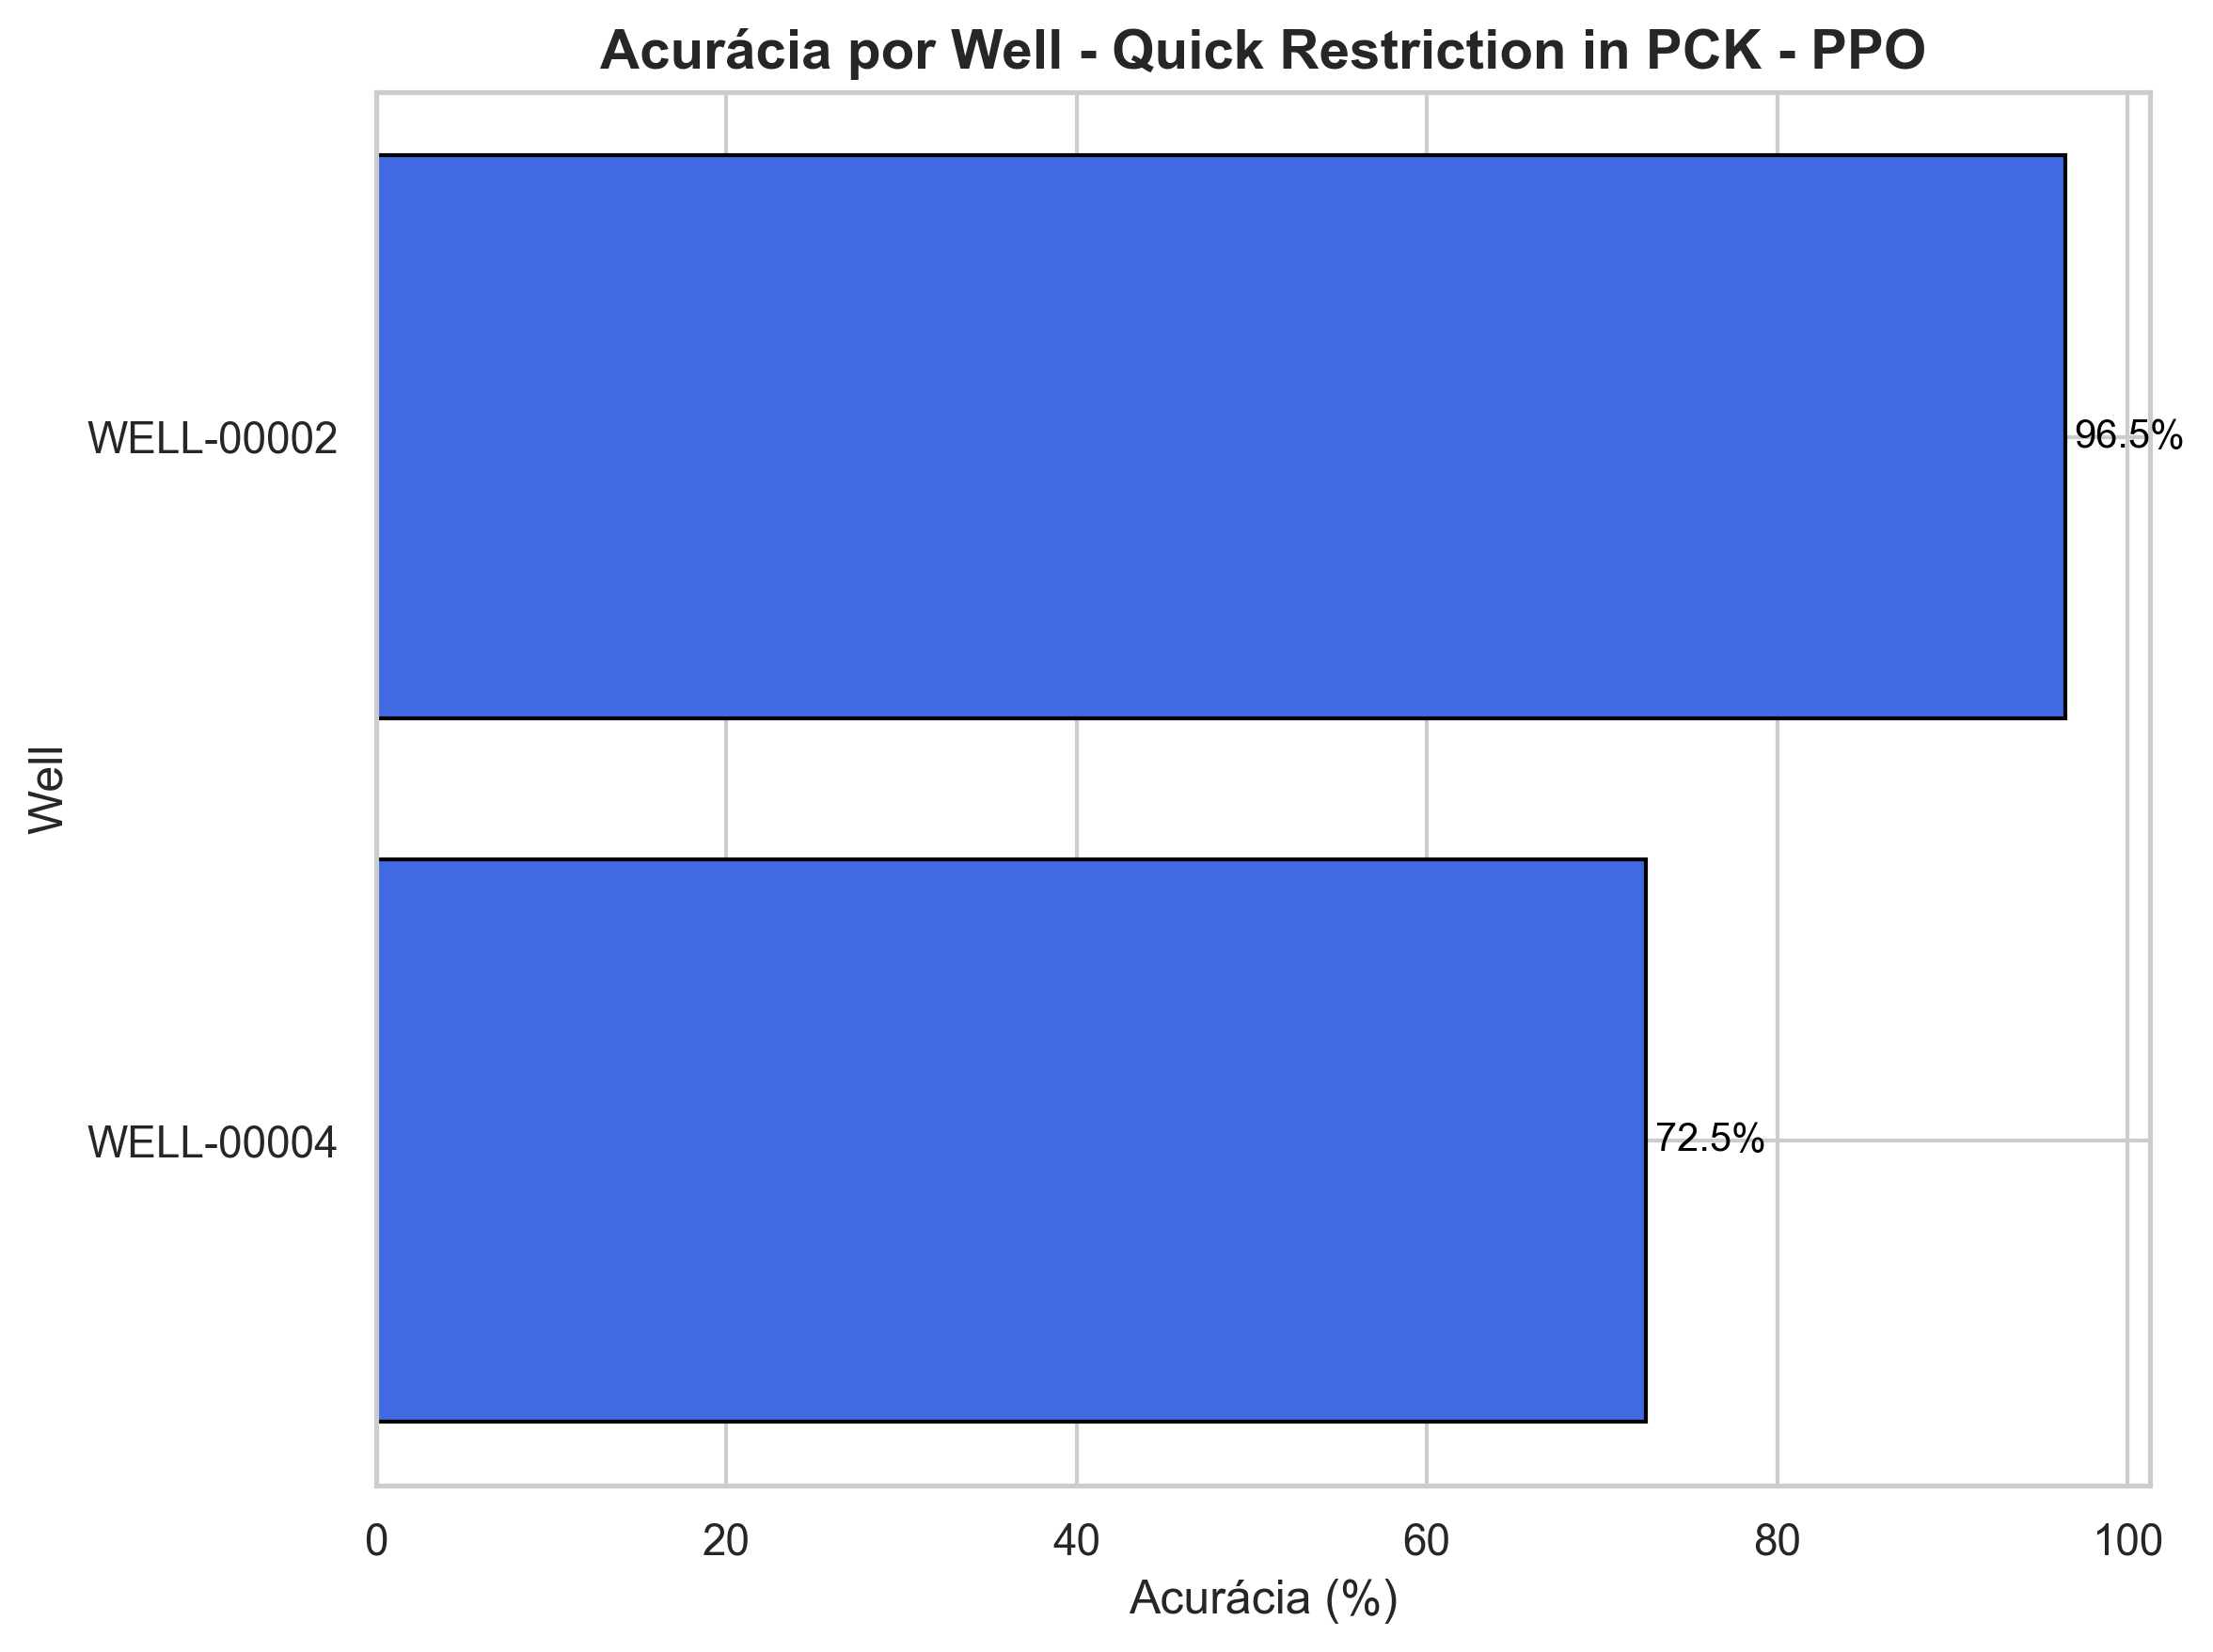 Acurácia por Well - Quick Restriction in PCK - PPO
WELL-00002
96.5%
Well
WELL-00004
72.5%
0 20 40 60 80 100
Acurácia (%)